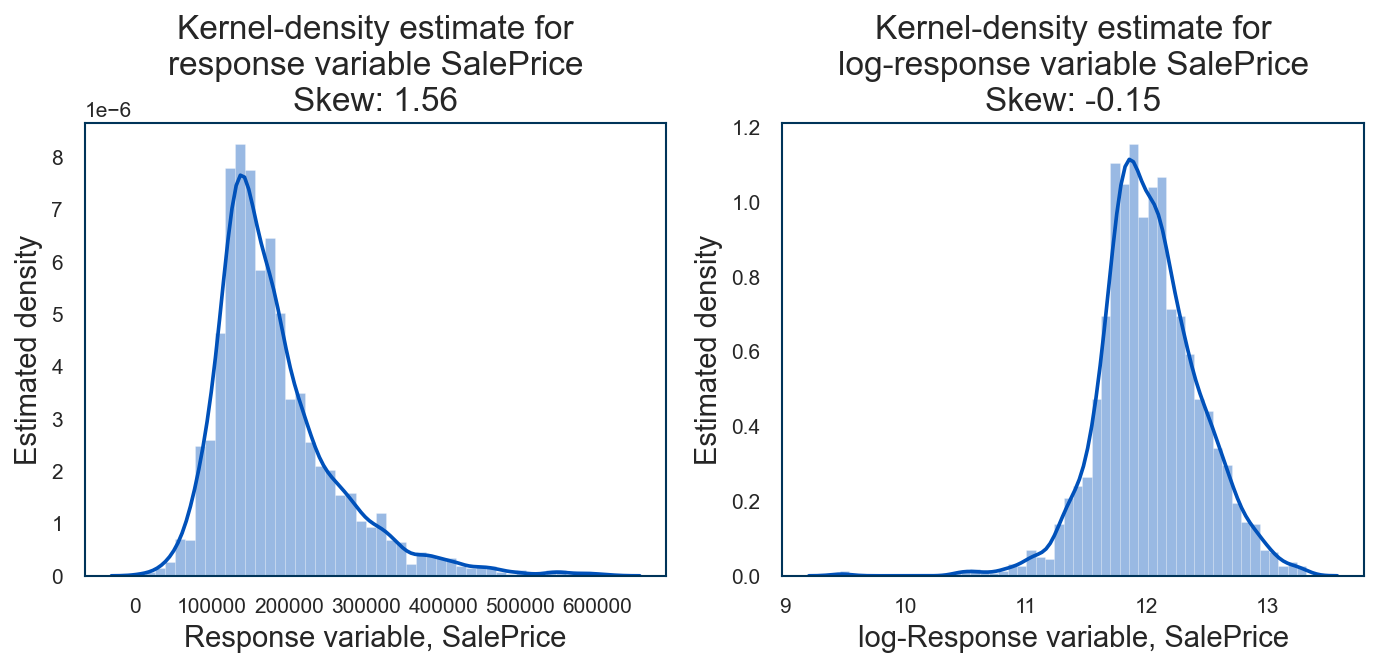 Kernel-density estimate for
response variable SalePrice
Skew: 1.56
1e−6
8
7
6
5
4
3
2
1
0
Estimated density
0 100000 200000 300000 400000 500000 600000
Response variable, SalePrice
Kernel-density estimate for
log-response variable SalePrice
Skew: -0.15
1.2
1.0
0.8
0.6
0.4
0.2
0.0
Estimated density
9 10 11 12 13
log-Response variable, SalePrice